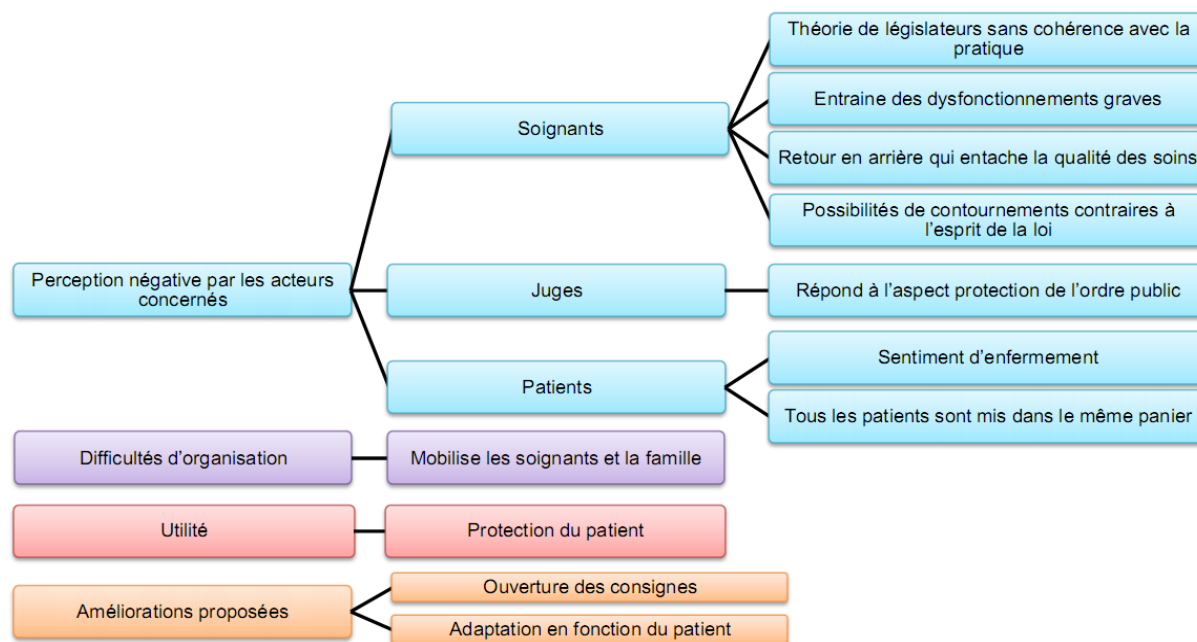 Perception négative par les acteurs
concernés
Soignants
Théorie de législateurs sans cohérence avec la
pratique
Entraine des dysfonctionnements graves
Retour en arrière qui entache la qualité des soins
Possibilités de contournements contraires à
l’esprit de la loi
Juges
Répond à l’aspect protection de l’ordre public
Patients
Sentiment d’enfermement
Tous les patients sont mis dans le même panier
Difficultés d’organisation
Mobilise les soignants et la famille
Utilité
Protection du patient
Améliorations proposées
Ouverture des consignes
Adaptation en fonction du patient